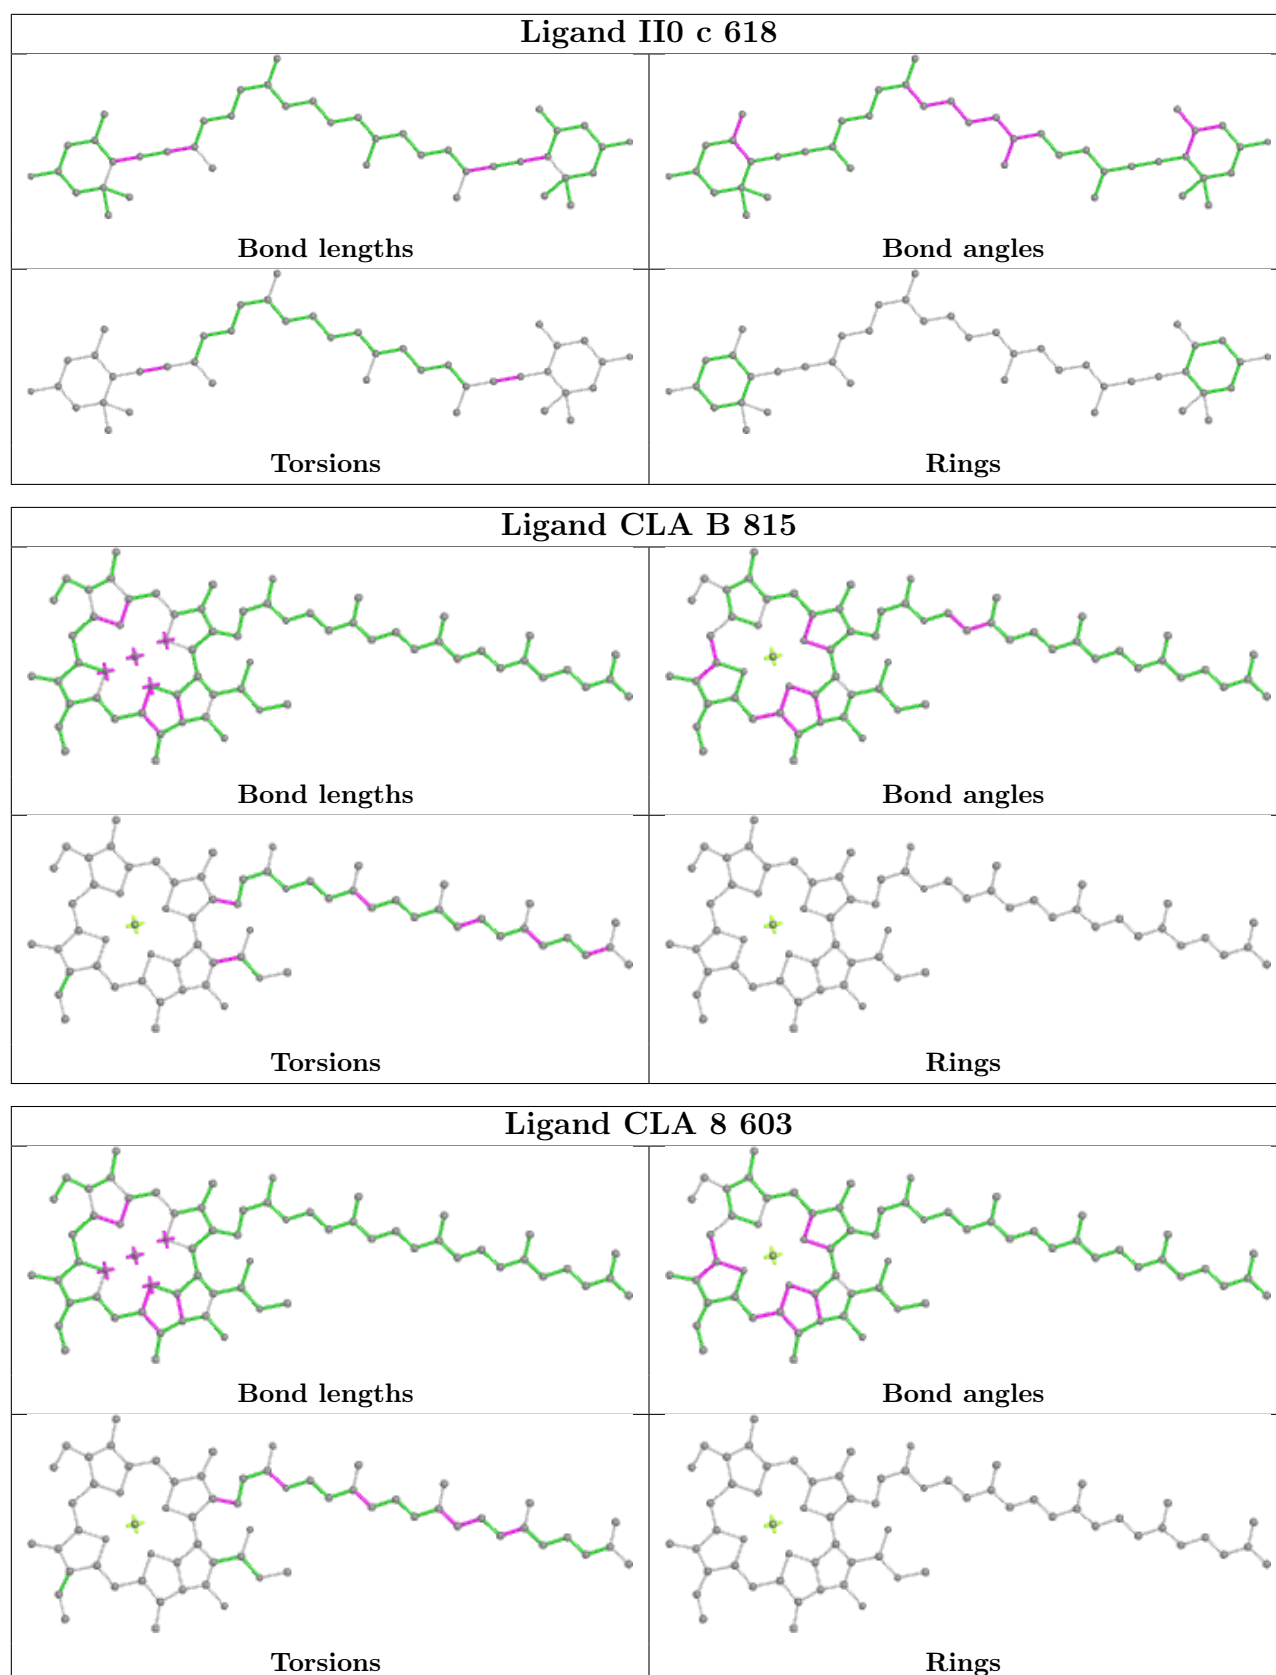 Ligand II0 c 618
Bond lengths
Bond angles
Torsions
Rings
Ligand CLA B 815
Bond lengths
Bond angles
Torsions
Rings
Ligand CLA 8 603
Bond lengths
Bond angles
Torsions
Rings